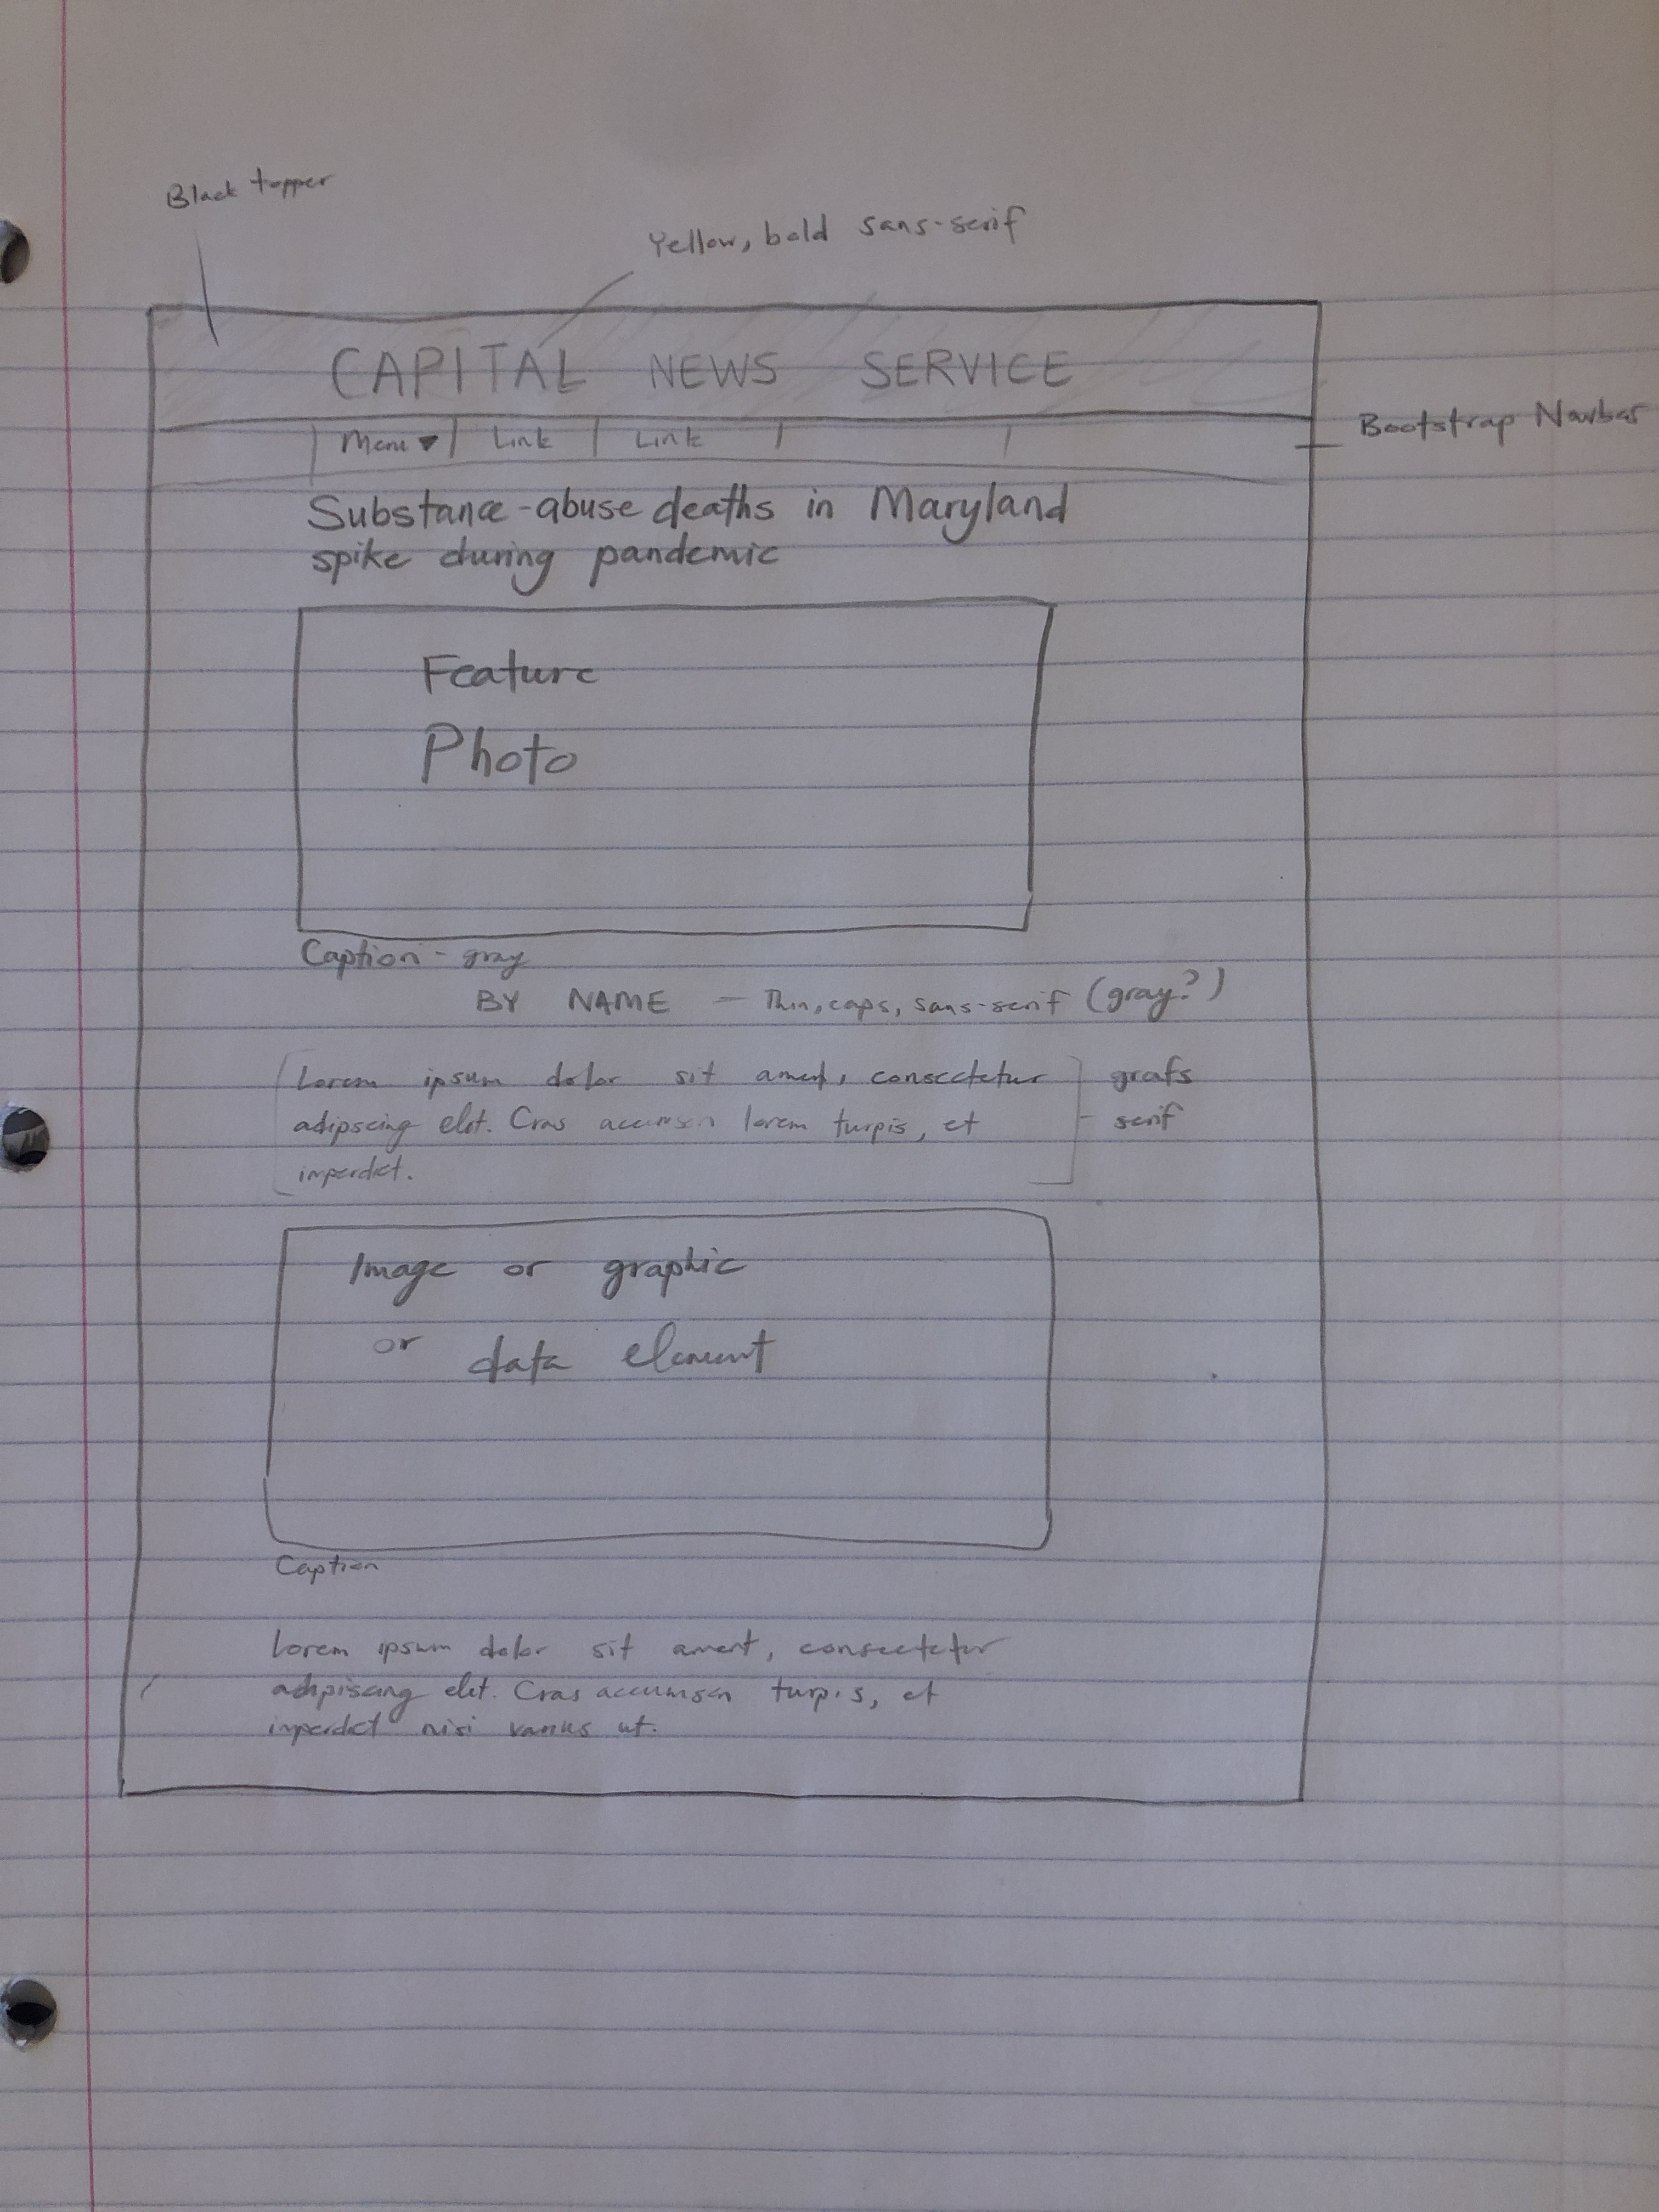 Black topper
Yellow, bold sans-serif
CAPITAL NEWS SERVICE
Bootstrap Navbar
Menu ▼ Link Link
Substance-abuse deaths in Maryland
spike during pandemic
Feature
Photo
Caption - gray
BY NAME — Thin, caps, sans-serif (gray?)
Lorem ipsum dolor sit amet, consectetur
adipscing elit. Cras accumsan lorem turpis, et
imperdiet.
grafs
serif
Image or graphic
or data element
Caption
Lorem ipsum dolor sit ament, consectetur
adipiscing elit. Cras accumsan turpis, et
imperdiet nisi varius ut.